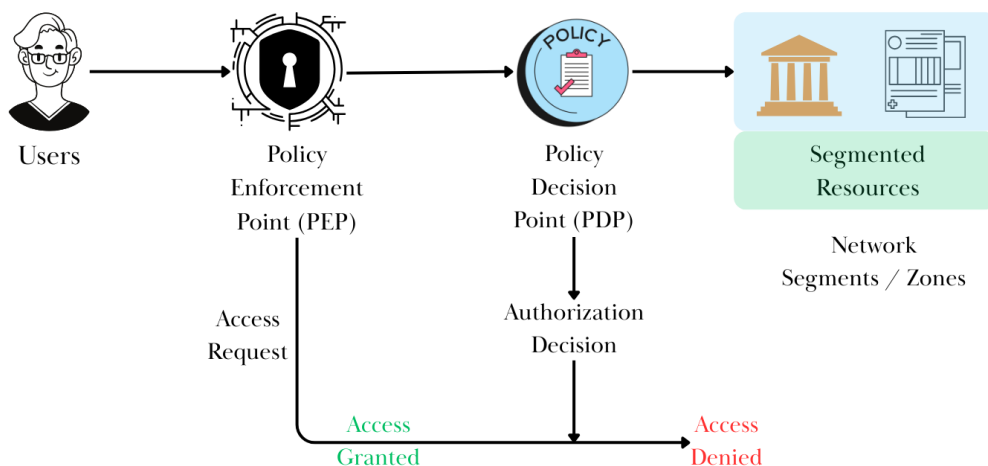 POLICY
Users
Policy
Enforcement
Point (PEP)
Policy
Decision
Point (PDP)
Segmented
Resources
Network
Segments / Zones
Access
Request
Authorization
Decision
Access
Granted
Access
Denied